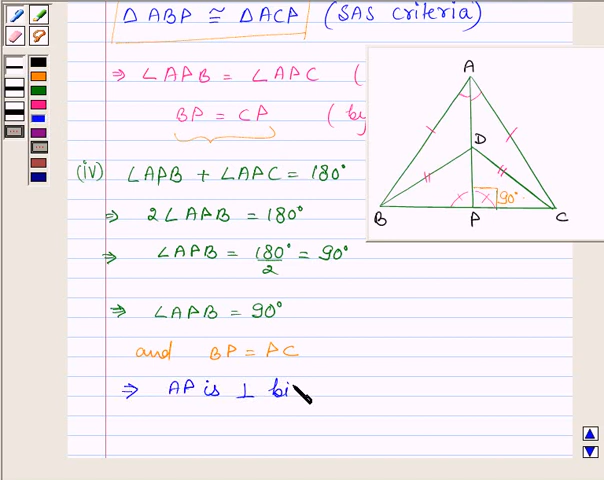 △ ABP ≅ △ ACP (SAS criteria)
⇒ ∠APB = ∠APC (
BP = CP (by
(iv) ∠APB + ∠APC = 180°
⇒ 2∠APB = 180°
⇒ ∠APB = 180°/2 = 90°
⇒ ∠APB = 90°
and BP = PC
⇒ AP is ⊥ bi
A
D
90°
B P C